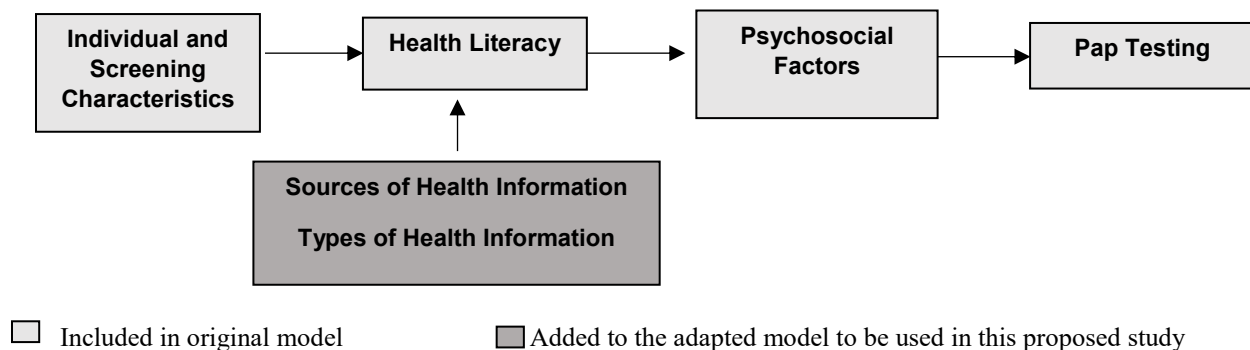 Individual and
Screening
Characteristics
Health Literacy
Psychosocial
Factors
Pap Testing
Sources of Health Information
Types of Health Information
Included in original model
Added to the adapted model to be used in this proposed study